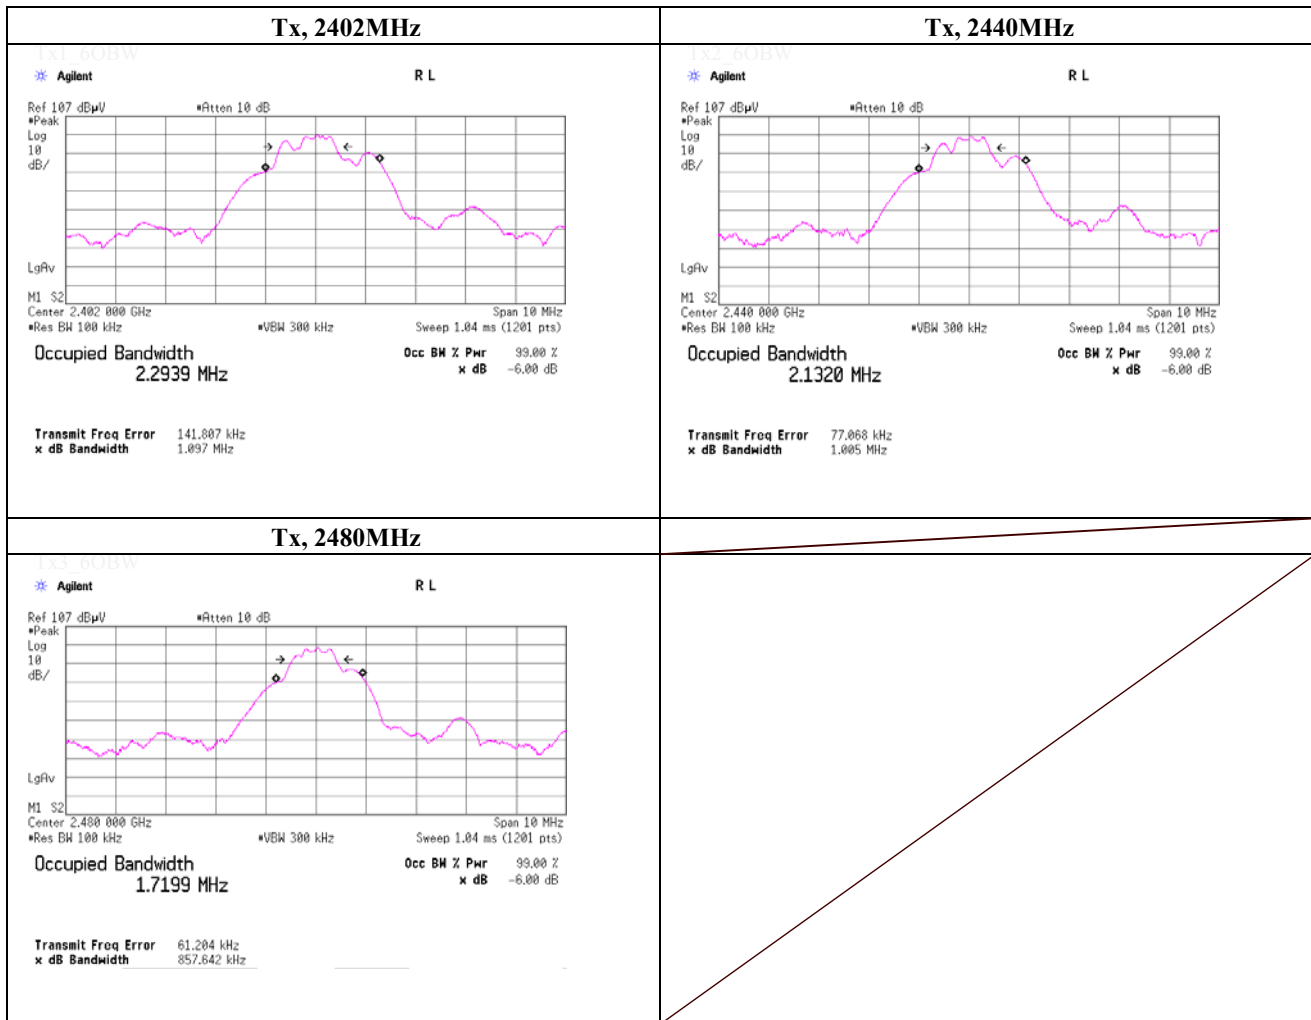 Tx, 2402MHz
Tx1_6OBW
Agilent
R L
Ref 107 dBµV
#Atten 10 dB
#Peak
Log
10
dB/
LgAv
M1 S2
Center 2.402 000 GHz
Span 10 MHz
#Res BW 100 kHz
#VBW 300 kHz
Sweep 1.04 ms (1201 pts)
Occupied Bandwidth
2.2939 MHz
Occ BW % Pwr 99.00 %
x dB -6.00 dB
Transmit Freq Error 141.807 kHz
x dB Bandwidth 1.097 MHz
Tx, 2440MHz
Tx2_6OBW
Agilent
R L
Ref 107 dBµV
#Atten 10 dB
#Peak
Log
10
dB/
LgAv
M1 S2
Center 2.440 000 GHz
Span 10 MHz
#Res BW 100 kHz
#VBW 300 kHz
Sweep 1.04 ms (1201 pts)
Occupied Bandwidth
2.1320 MHz
Occ BW % Pwr 99.00 %
x dB -6.00 dB
Transmit Freq Error 77.068 kHz
x dB Bandwidth 1.005 MHz
Tx, 2480MHz
Tx3_6OBW
Agilent
R L
Ref 107 dBµV
#Atten 10 dB
#Peak
Log
10
dB/
LgAv
M1 S2
Center 2.480 000 GHz
Span 10 MHz
#Res BW 100 kHz
#VBW 300 kHz
Sweep 1.04 ms (1201 pts)
Occupied Bandwidth
1.7199 MHz
Occ BW % Pwr 99.00 %
x dB -6.00 dB
Transmit Freq Error 61.204 kHz
x dB Bandwidth 857.642 kHz